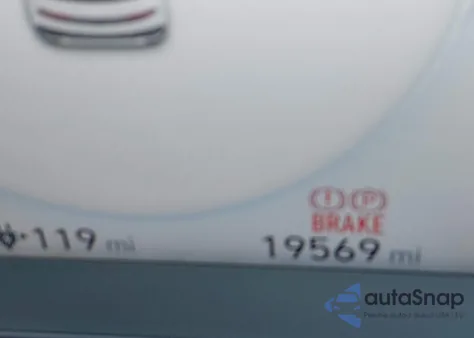 (!) (P)
BRAKE
119 mi
19569 mi
autaSnap